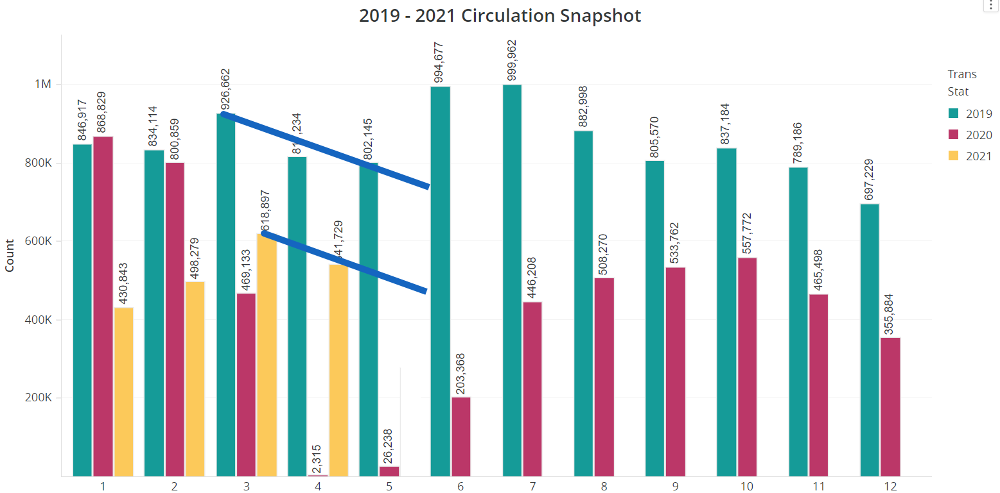 2019 - 2021 Circulation Snapshot
Trans
Stat
2019
2020
2021
Count
1M
800K
600K
400K
200K
846,917
868,829
430,843
834,114
800,859
498,279
926,662
469,133
618,897
2,315
802,145
26,238
994,677
203,368
999,962
446,208
882,998
508,270
805,570
533,762
837,184
557,772
789,186
465,498
697,229
355,884
1 2 3 4 5 6 7 8 9 10 11 12